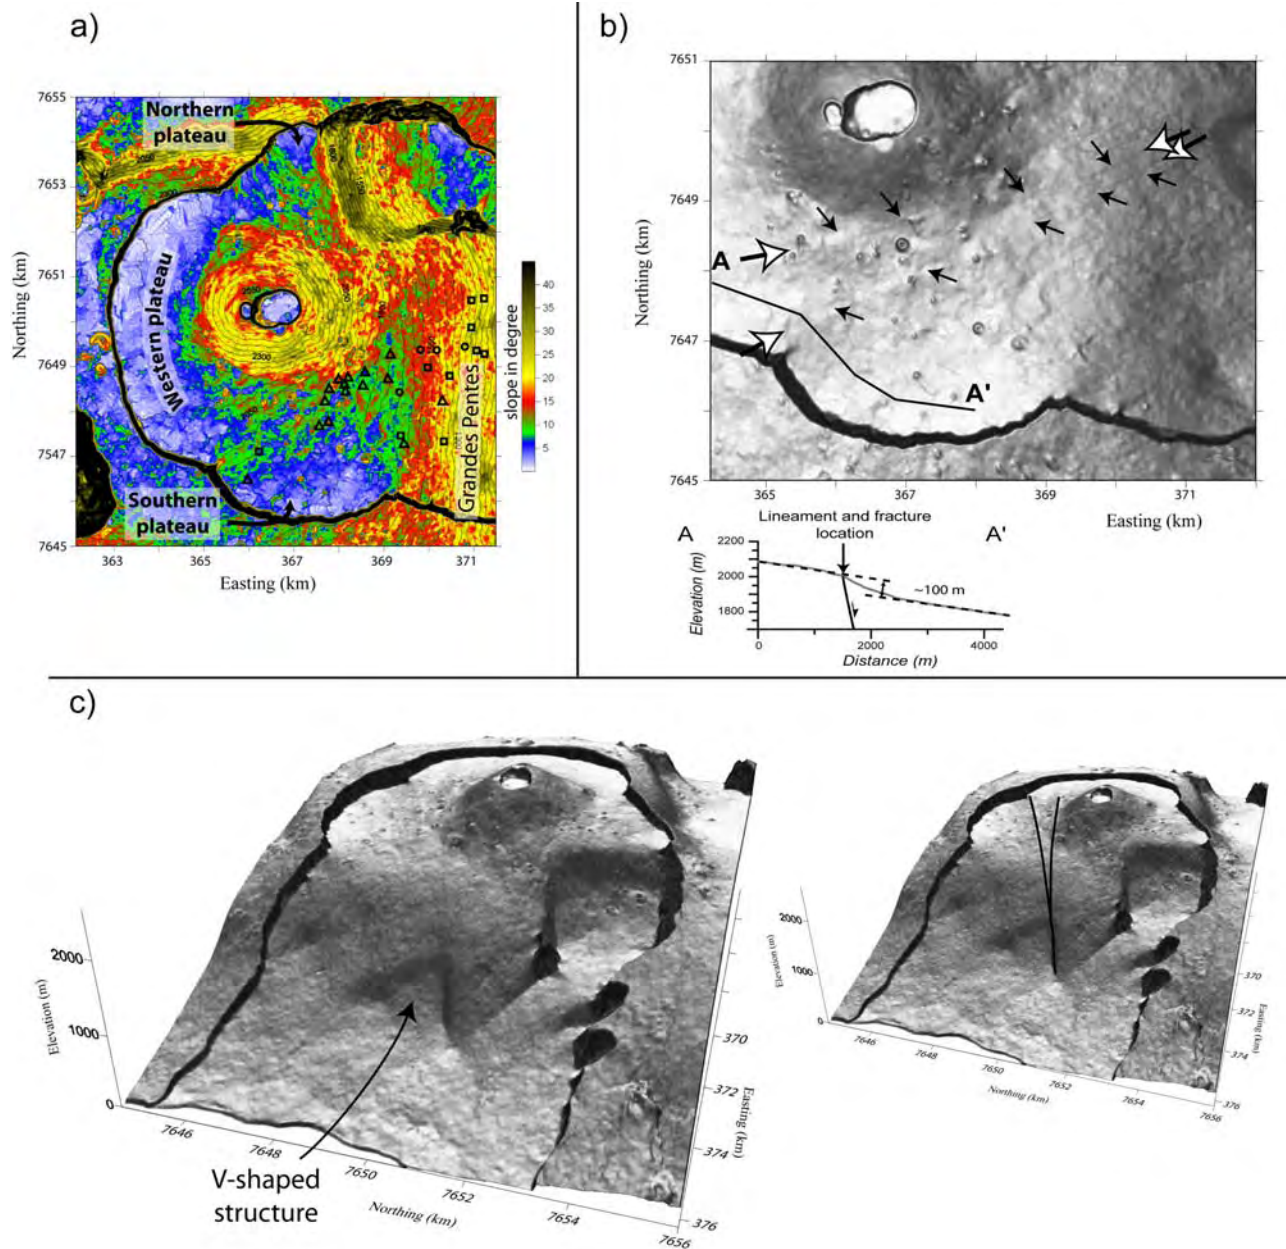 a)
7655
7653
7651
7649
7547
7645
Northing (km)
Northern
plateau
Western plateau
Southern
plateau
Grandes Pentes
2300
363
365
367
369
371
Easting (km)
40
35
30
25
20
15
10
5
slope in degree
b)
7651
7649
7647
7645
Northing (km)
A
A'
365
367
369
371
Easting (km)
Lineament and fracture
location
A
A'
2200
2000
1800
Elevation (m)
~100 m
0
2000
4000
Distance (m)
c)
2000
1000
0
Elevation (m)
7646
7648
7650
7652
7654
7656
Northing (km)
370
372
374
376
Easting (km)
V-shaped
structure
2000
1000
0
Elevation (m)
7646
7648
7650
7652
7654
7656
Northing (km)
370
372
374
376
Easting (km)